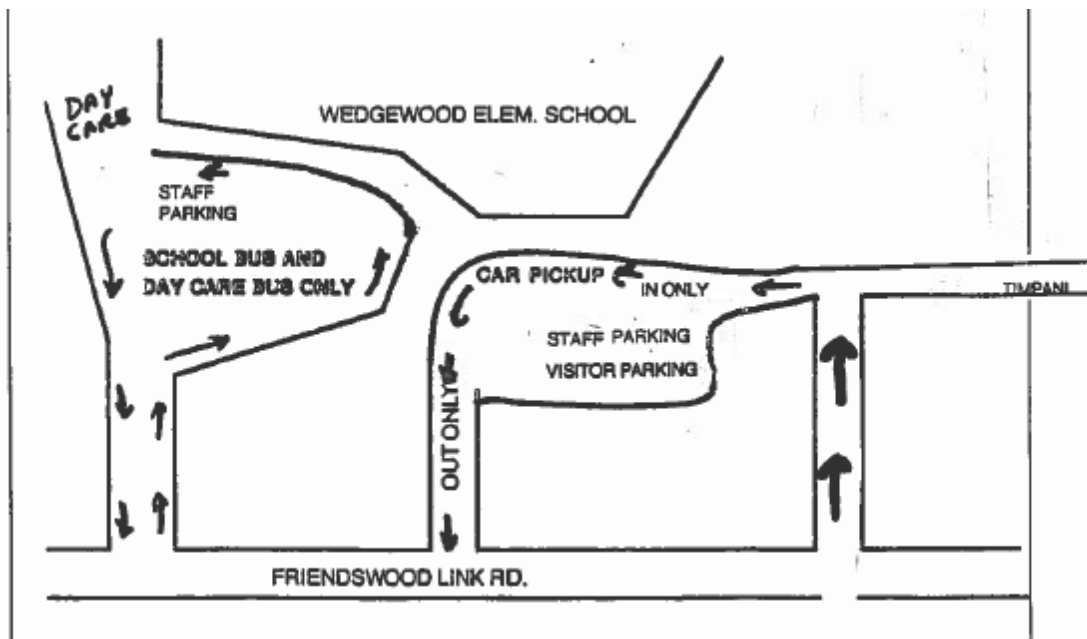 DAY
CARE
WEDGEWOOD ELEM. SCHOOL
STAFF
PARKING
SCHOOL BUS AND
DAY CARE BUS ONLY
CAR PICKUP
IN ONLY
TIMPANI
STAFF PARKING
VISITOR PARKING
OUT ONLY
FRIENDSWOOD LINK RD.